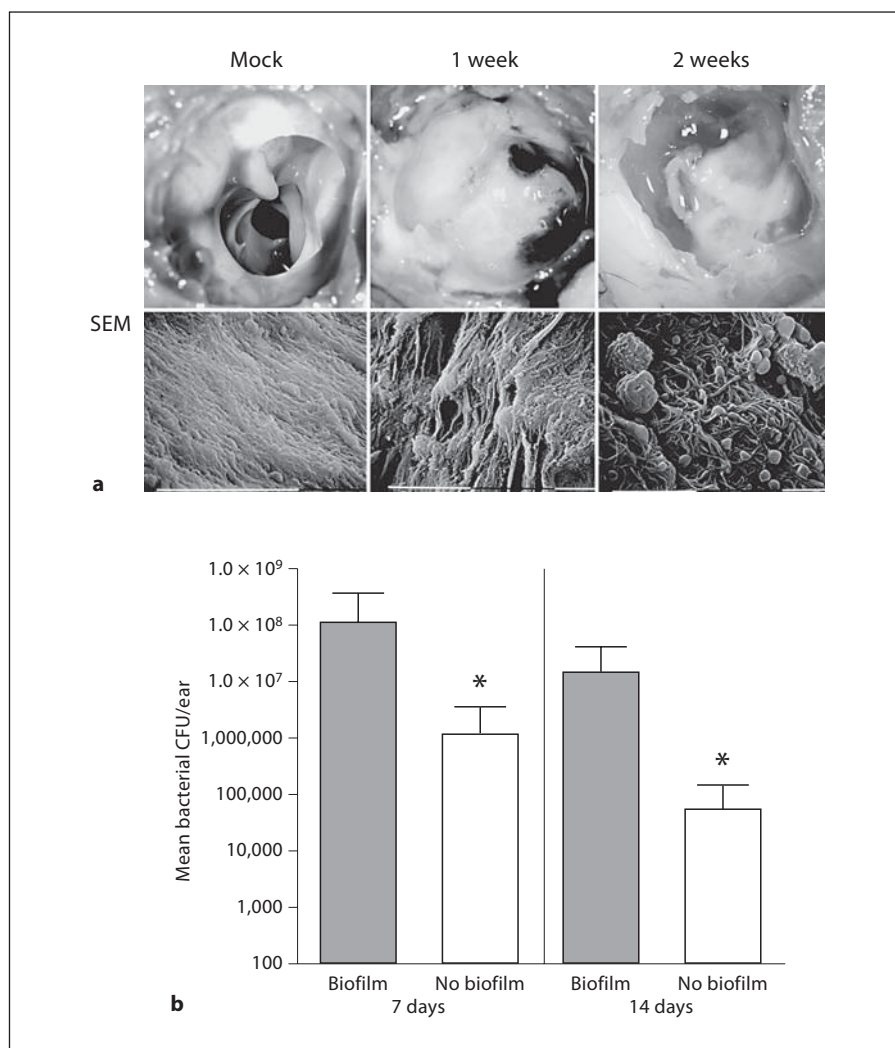 Mock 1 week 2 weeks
SEM
a
1.0 × 10⁹
1.0 × 10⁸
1.0 × 10⁷
1,000,000
100,000
10,000
1,000
100
Mean bacterial CFU/ear
*
*
Biofilm No biofilm Biofilm No biofilm
7 days 14 days
b